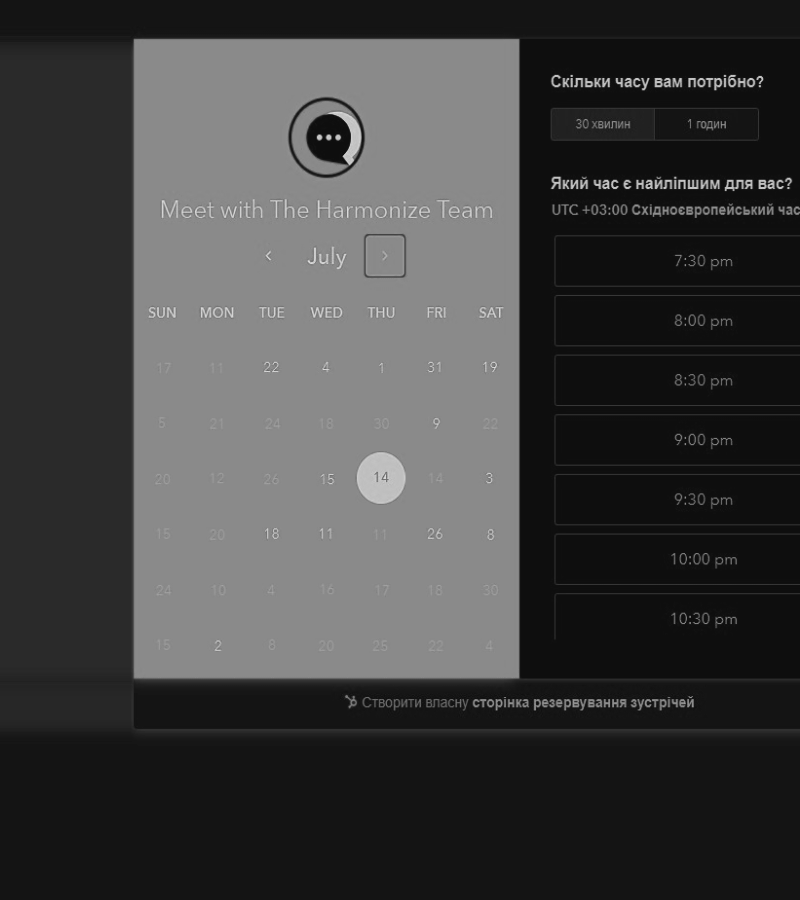 Meet with The Harmonize Team
July
SUN MON TUE WED THU FRI SAT
17 11 22 4 1 31 19
5 21 24 18 30 9 22
20 12 26 15 14 14 3
15 20 18 11 11 26 8
24 10 4 16 17 18 30
15 2 8 20 25 22 4
Скільки часу вам потрібно?
30 хвилин 1 годин
Який час є найліпшим для вас?
UTC +03:00 Східноєвропейський час
7:30 pm
8:00 pm
8:30 pm
9:00 pm
9:30 pm
10:00 pm
10:30 pm
Створити власну сторінка резервування зустрічей